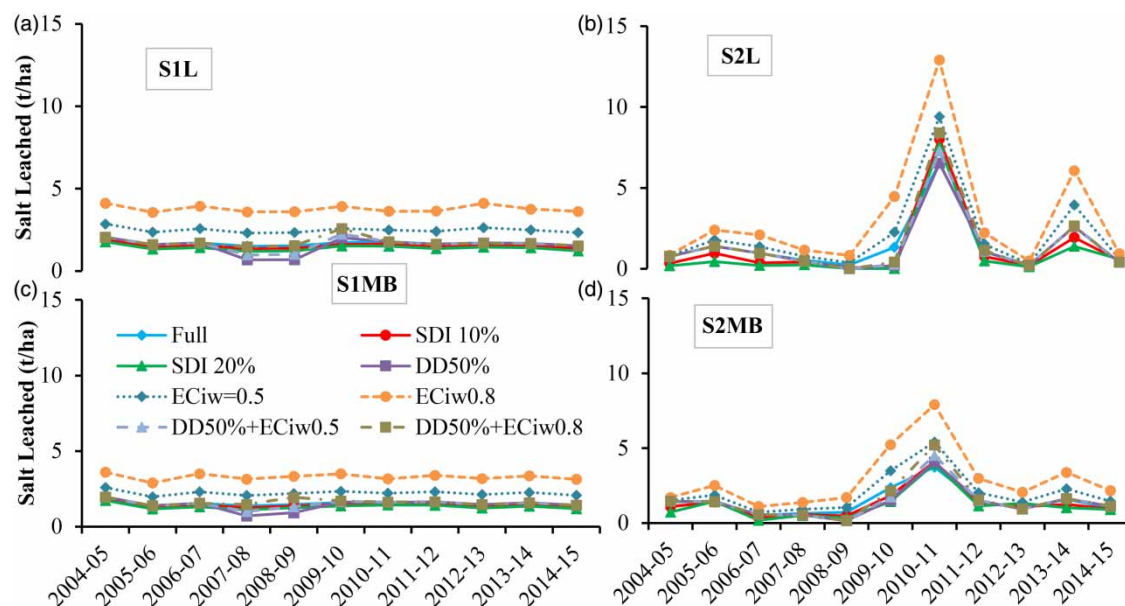 (a)
Salt Leached (t/ha)
15
10
5
0
S1L
(b)
15
10
5
0
S2L
(c)
Salt Leached (t/ha)
15
10
5
0
S1MB
Full
SDI 10%
SDI 20%
DD50%
ECiw=0.5
ECiw0.8
DD50%+ECiw0.5
DD50%+ECiw0.8
2004-05
2005-06
2006-07
2007-08
2008-09
2009-10
2010-11
2011-12
2012-13
2013-14
2014-15
(d)
15
10
5
0
S2MB
2004-05
2005-06
2006-07
2007-08
2008-09
2009-10
2010-11
2011-12
2012-13
2013-14
2014-15